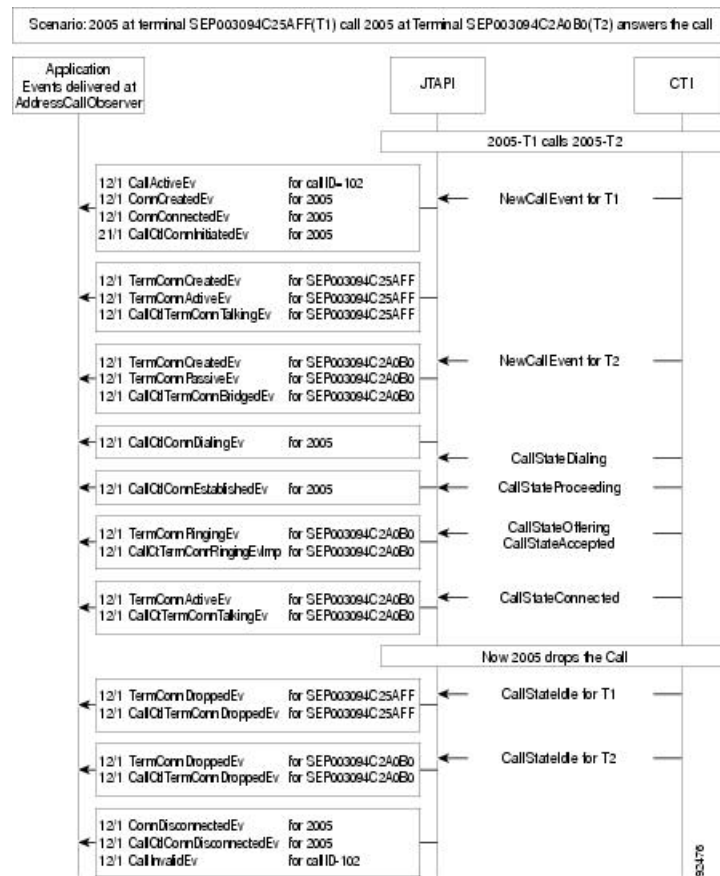 Scenario: 2005 at terminal SEP003094C25AFF(T1) call 2005 at Terminal SEP003094C2A0B0(T2) answers the call
Application
Events delivered at
AddressCallObserver
JTAPI
CTI
2005-T1 calls 2005-T2
12/1 CallActiveEv for callID=102
12/1 ConnCreatedEv for 2005
12/1 ConnConnectedEv for 2005
21/1 CallCtlConnInitiatedEv for 2005
NewCallEvent for T1
12/1 TermConnCreatedEv for SEP003094C25AFF
12/1 TermConnActiveEv for SEP003094C25AFF
12/1 CallCtlTermConnTalkingEv for SEP003094C25AFF
12/1 TermConnCreatedEv for SEP003094C2A0B0
12/1 TermConnPassiveEv for SEP003094C2A0B0
12/1 CallCtlTermConnBridgedEv for SEP003094C2A0B0
NewCallEvent for T2
12/1 CallCtlConnDialingEv for 2005
CallStateDialing
12/1 CallCtlConnEstablishedEv for 2005
CallStateProceeding
12/1 TermConnRingingEv for SEP003094C2A0B0
12/1 CallCtTermConnRingingEvImp for SEP003094C2A0B0
CallStateOffering
CallStateAccepted
12/1 TermConnActiveEv for SEP003094C2A0B0
12/1 CallCtTermConnTalkingEv for SEP003094C2A0B0
CallStateConnected
Now 2005 drops the Call
12/1 TermConnDroppedEv for SEP003094C25AFF
12/1 CallCtlTermConnDroppedEv for SEP003094C25AFF
CallStateIdle for T1
12/1 TermConnDroppedEv for SEP003094C2A0B0
12/1 CallCtlTermConnDroppedEv for SEP003094C2A0B0
CallStateIdle for T2
12/1 ConnDisconnectedEv for 2005
12/1 CallCtlConnDisconnectedEv for 2005
12/1 CallInvalidEv for callID-102
92476